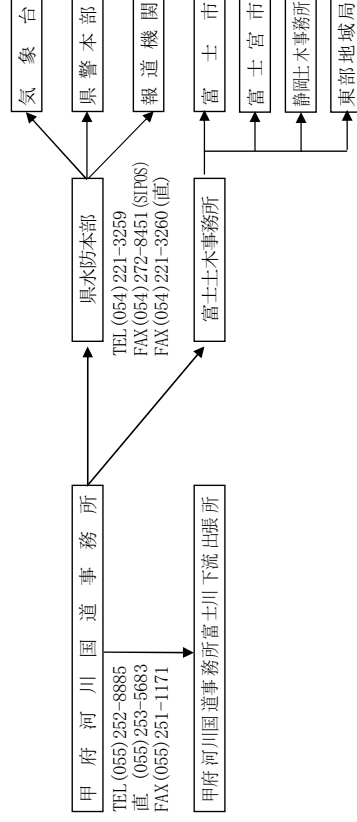 甲府河川国道事務所
TEL(055)252-8885
直 (055)253-5683
FAX(055)251-1171
甲府河川国道事務所富士川下流出張所
県水防本部
TEL(054)221-3259
FAX(054)272-8451(SIPOS)
FAX(054)221-3260(直)
富士土木事務所
気象台
県警本部
報道機関
富士市
富士宮市
静岡土木事務所
東部地域局